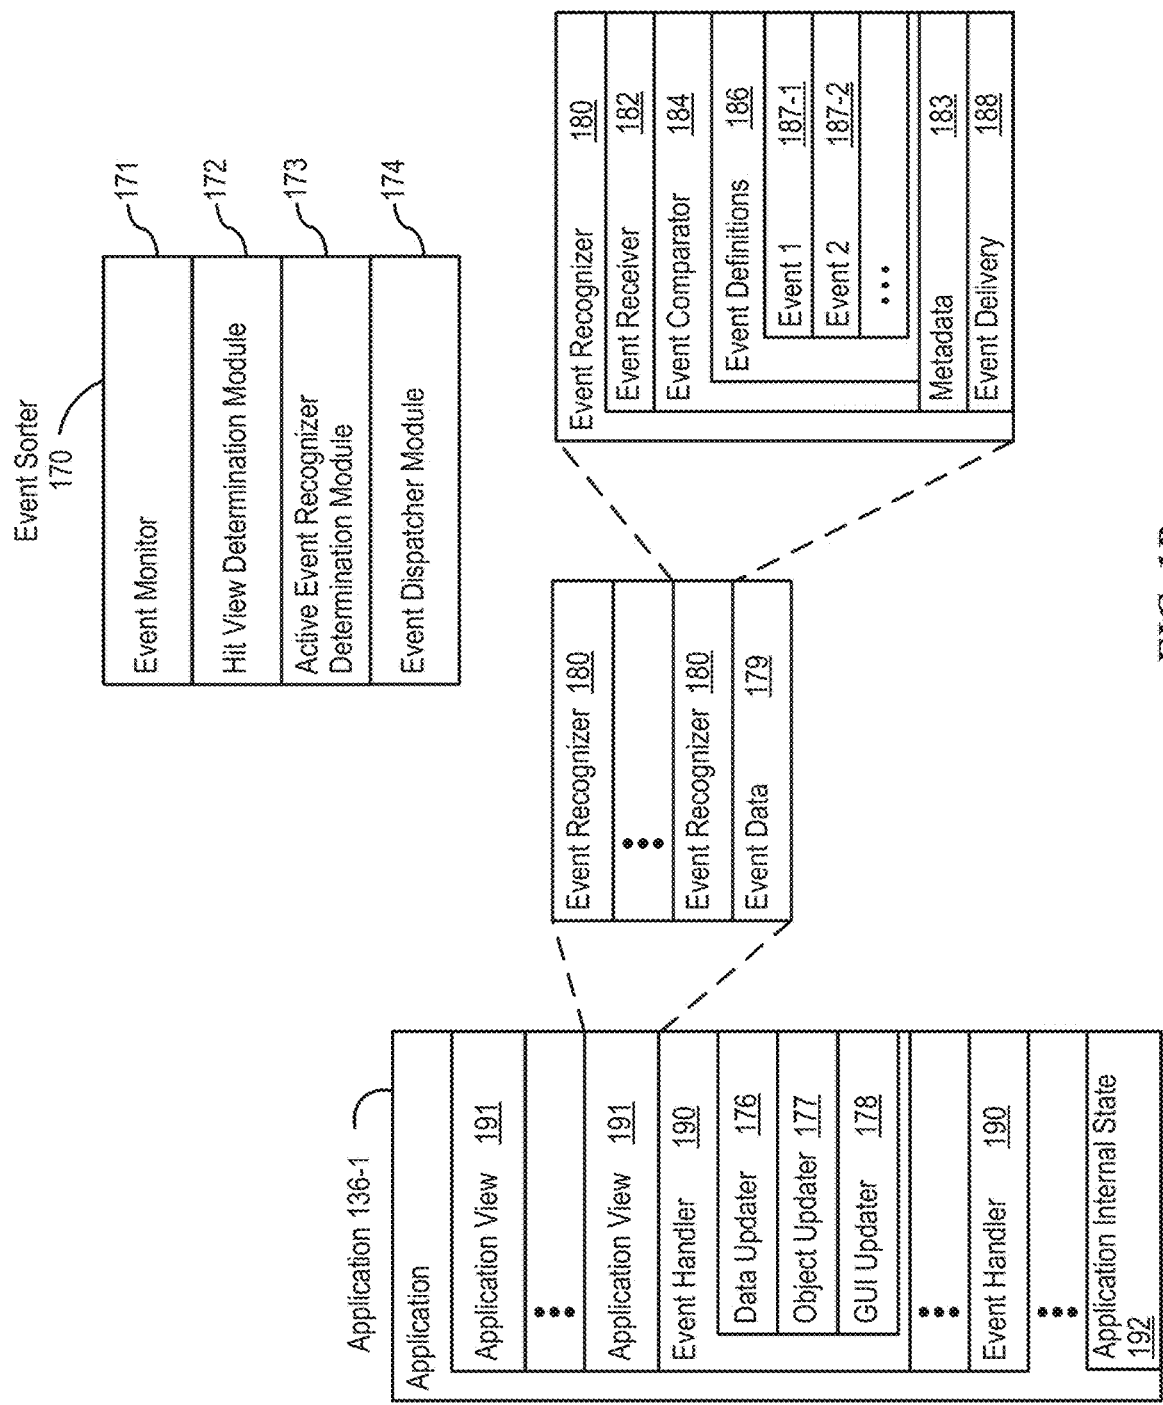 Event Sorter
170
Event Monitor
171
Hit View Determination Module
172
Active Event Recognizer
Determination Module
173
Event Dispatcher Module
174
Application 136-1
Application
Application View 191
Application View 191
Event Handler 190
Data Updater 176
Object Updater 177
GUI Updater 178
Event Handler 190
Application Internal State
192
Event Recognizer 180
Event Recognizer 180
Event Data 179
Event Recognizer 180
Event Receiver 182
Event Comparator 184
Event Definitions 186
Event 1 187-1
Event 2 187-2
Metadata 183
Event Delivery 188